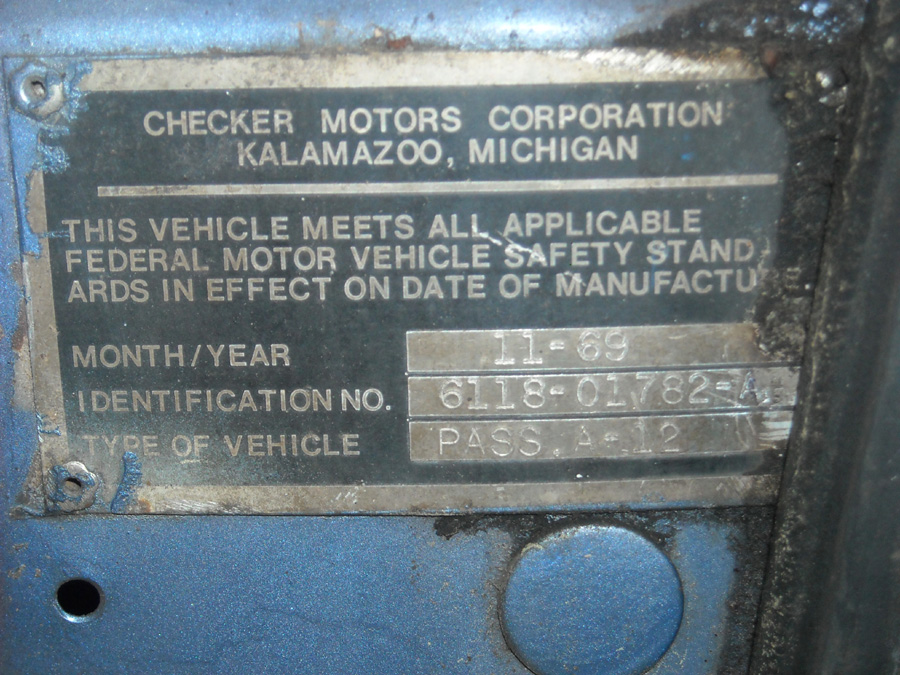 CHECKER MOTORS CORPORATION
KALAMAZOO, MICHIGAN
THIS VEHICLE MEETS ALL APPLICABLE
FEDERAL MOTOR VEHICLE SAFETY STAND
ARDS IN EFFECT ON DATE OF MANUFACTU
MONTH/YEAR 11-69
IDENTIFICATION NO. 6118-01782-A
TYPE OF VEHICLE PASS. A-12